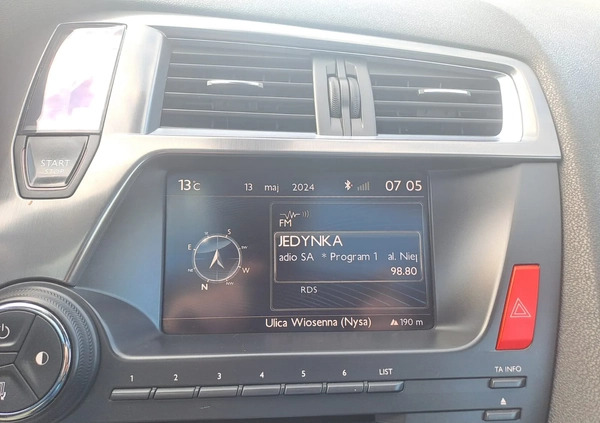 START
13°C
13 maj 2024
07 05
FM
JEDYNKA
adio SA * Program 1 al. Niep
98.80
RDS
S
E
W
N
Ulica Wiosenna (Nysa)
190 m
1 2 3 4 5 6 LIST
TA INFO